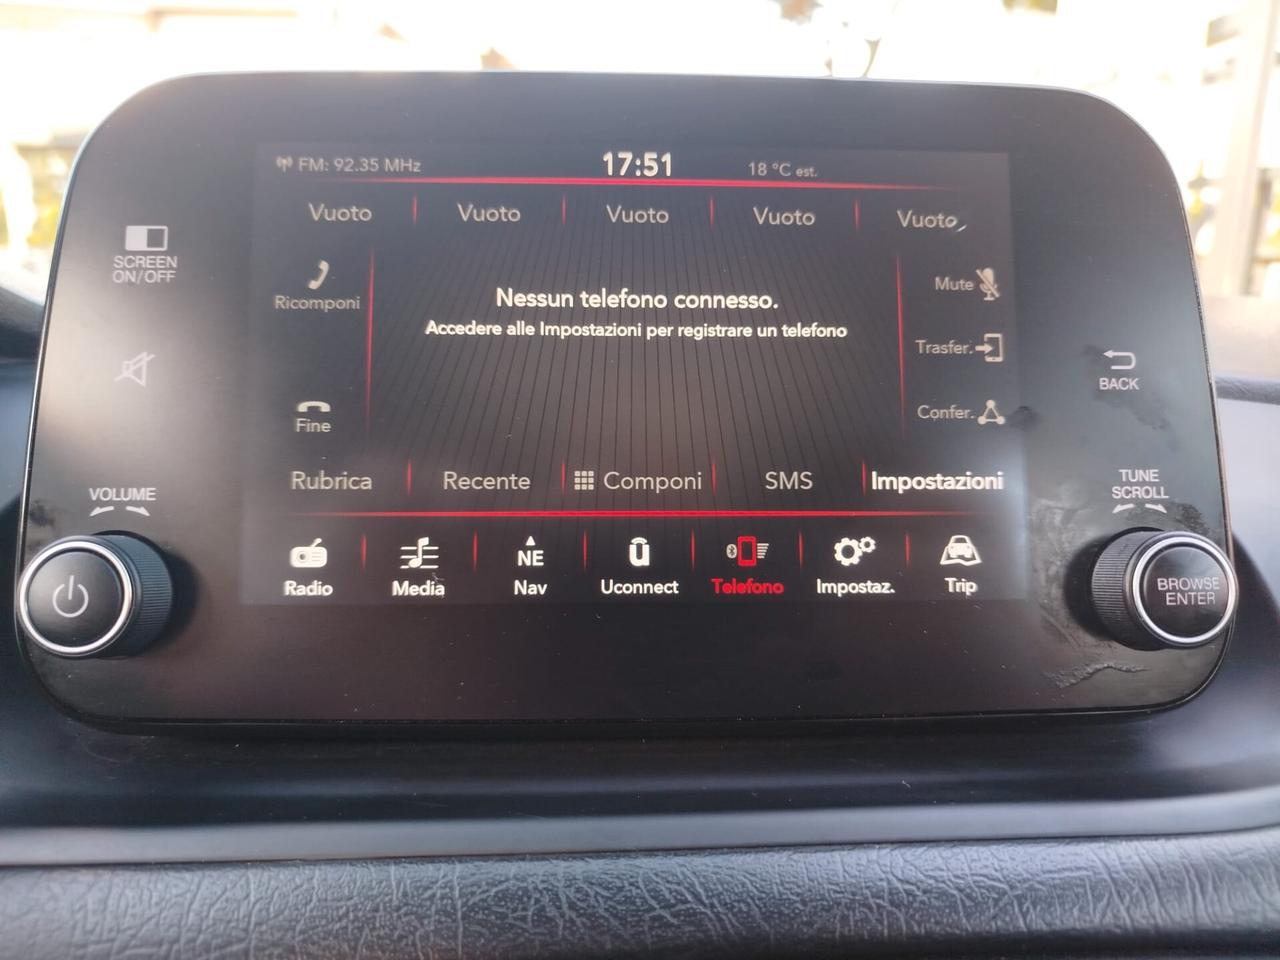 FM: 92.35 MHz
17:51
18 °C est.
Vuoto
Vuoto
Vuoto
Vuoto
Vuoto
SCREEN
ON/OFF
Ricomponi
Nessun telefono connesso.
Accedere alle Impostazioni per registrare un telefono
Mute
Trasfer.
BACK
Fine
Confer.
Rubrica
Recente
Componi
SMS
Impostazioni
VOLUME
TUNE
SCROLL
NE
Radio
Media
Nav
Uconnect
Telefono
Impostaz.
Trip
BROWSE
ENTER